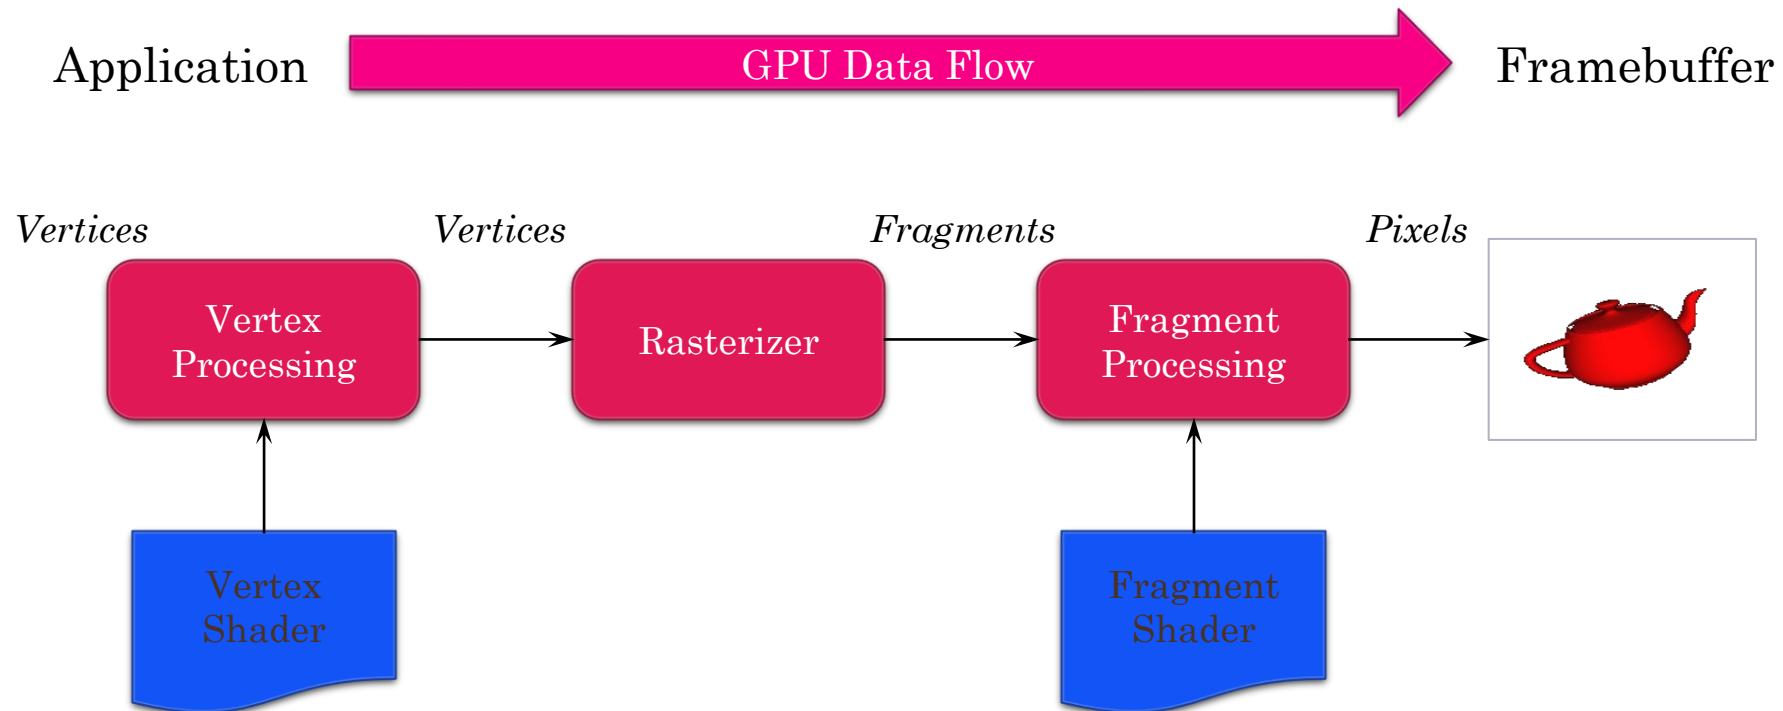 Application
GPU Data Flow
Framebuffer
Vertices
Vertices
Fragments
Pixels
Vertex
Processing
Rasterizer
Fragment
Processing
Vertex
Shader
Fragment
Shader